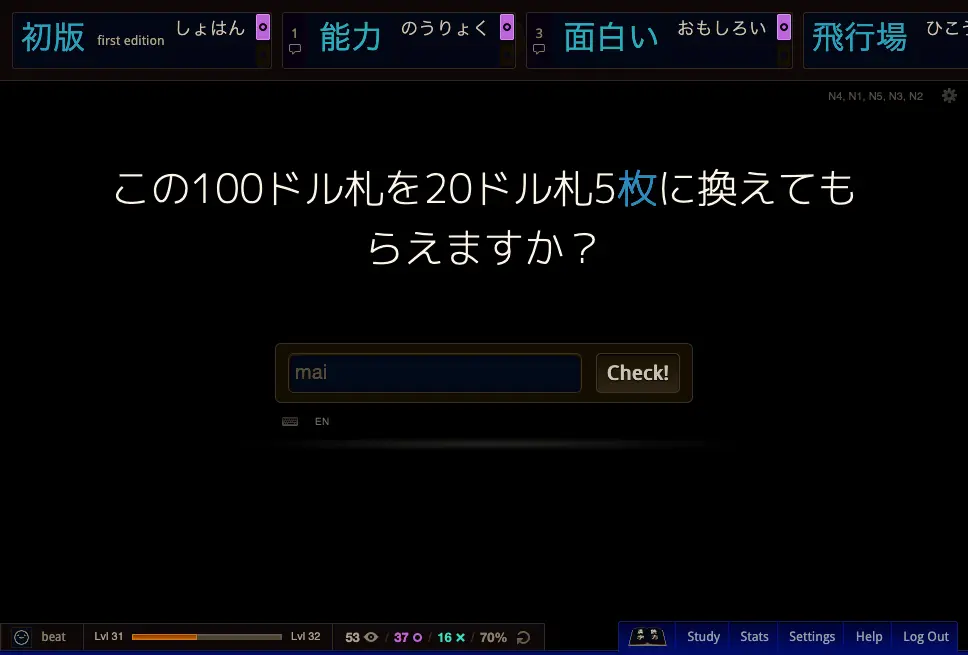 初版 first edition しょはん
1 能力 のうりょく
3 面白い おもしろい
飛行場 ひこう
N4, N1, N5, N3, N2
この100ドル札を20ドル札5枚に換えても
らえますか？
mai
Check!
EN
beat
Lvl 31 Lvl 32
53 / 37 / 16 / 70%
Study Stats Settings Help Log Out